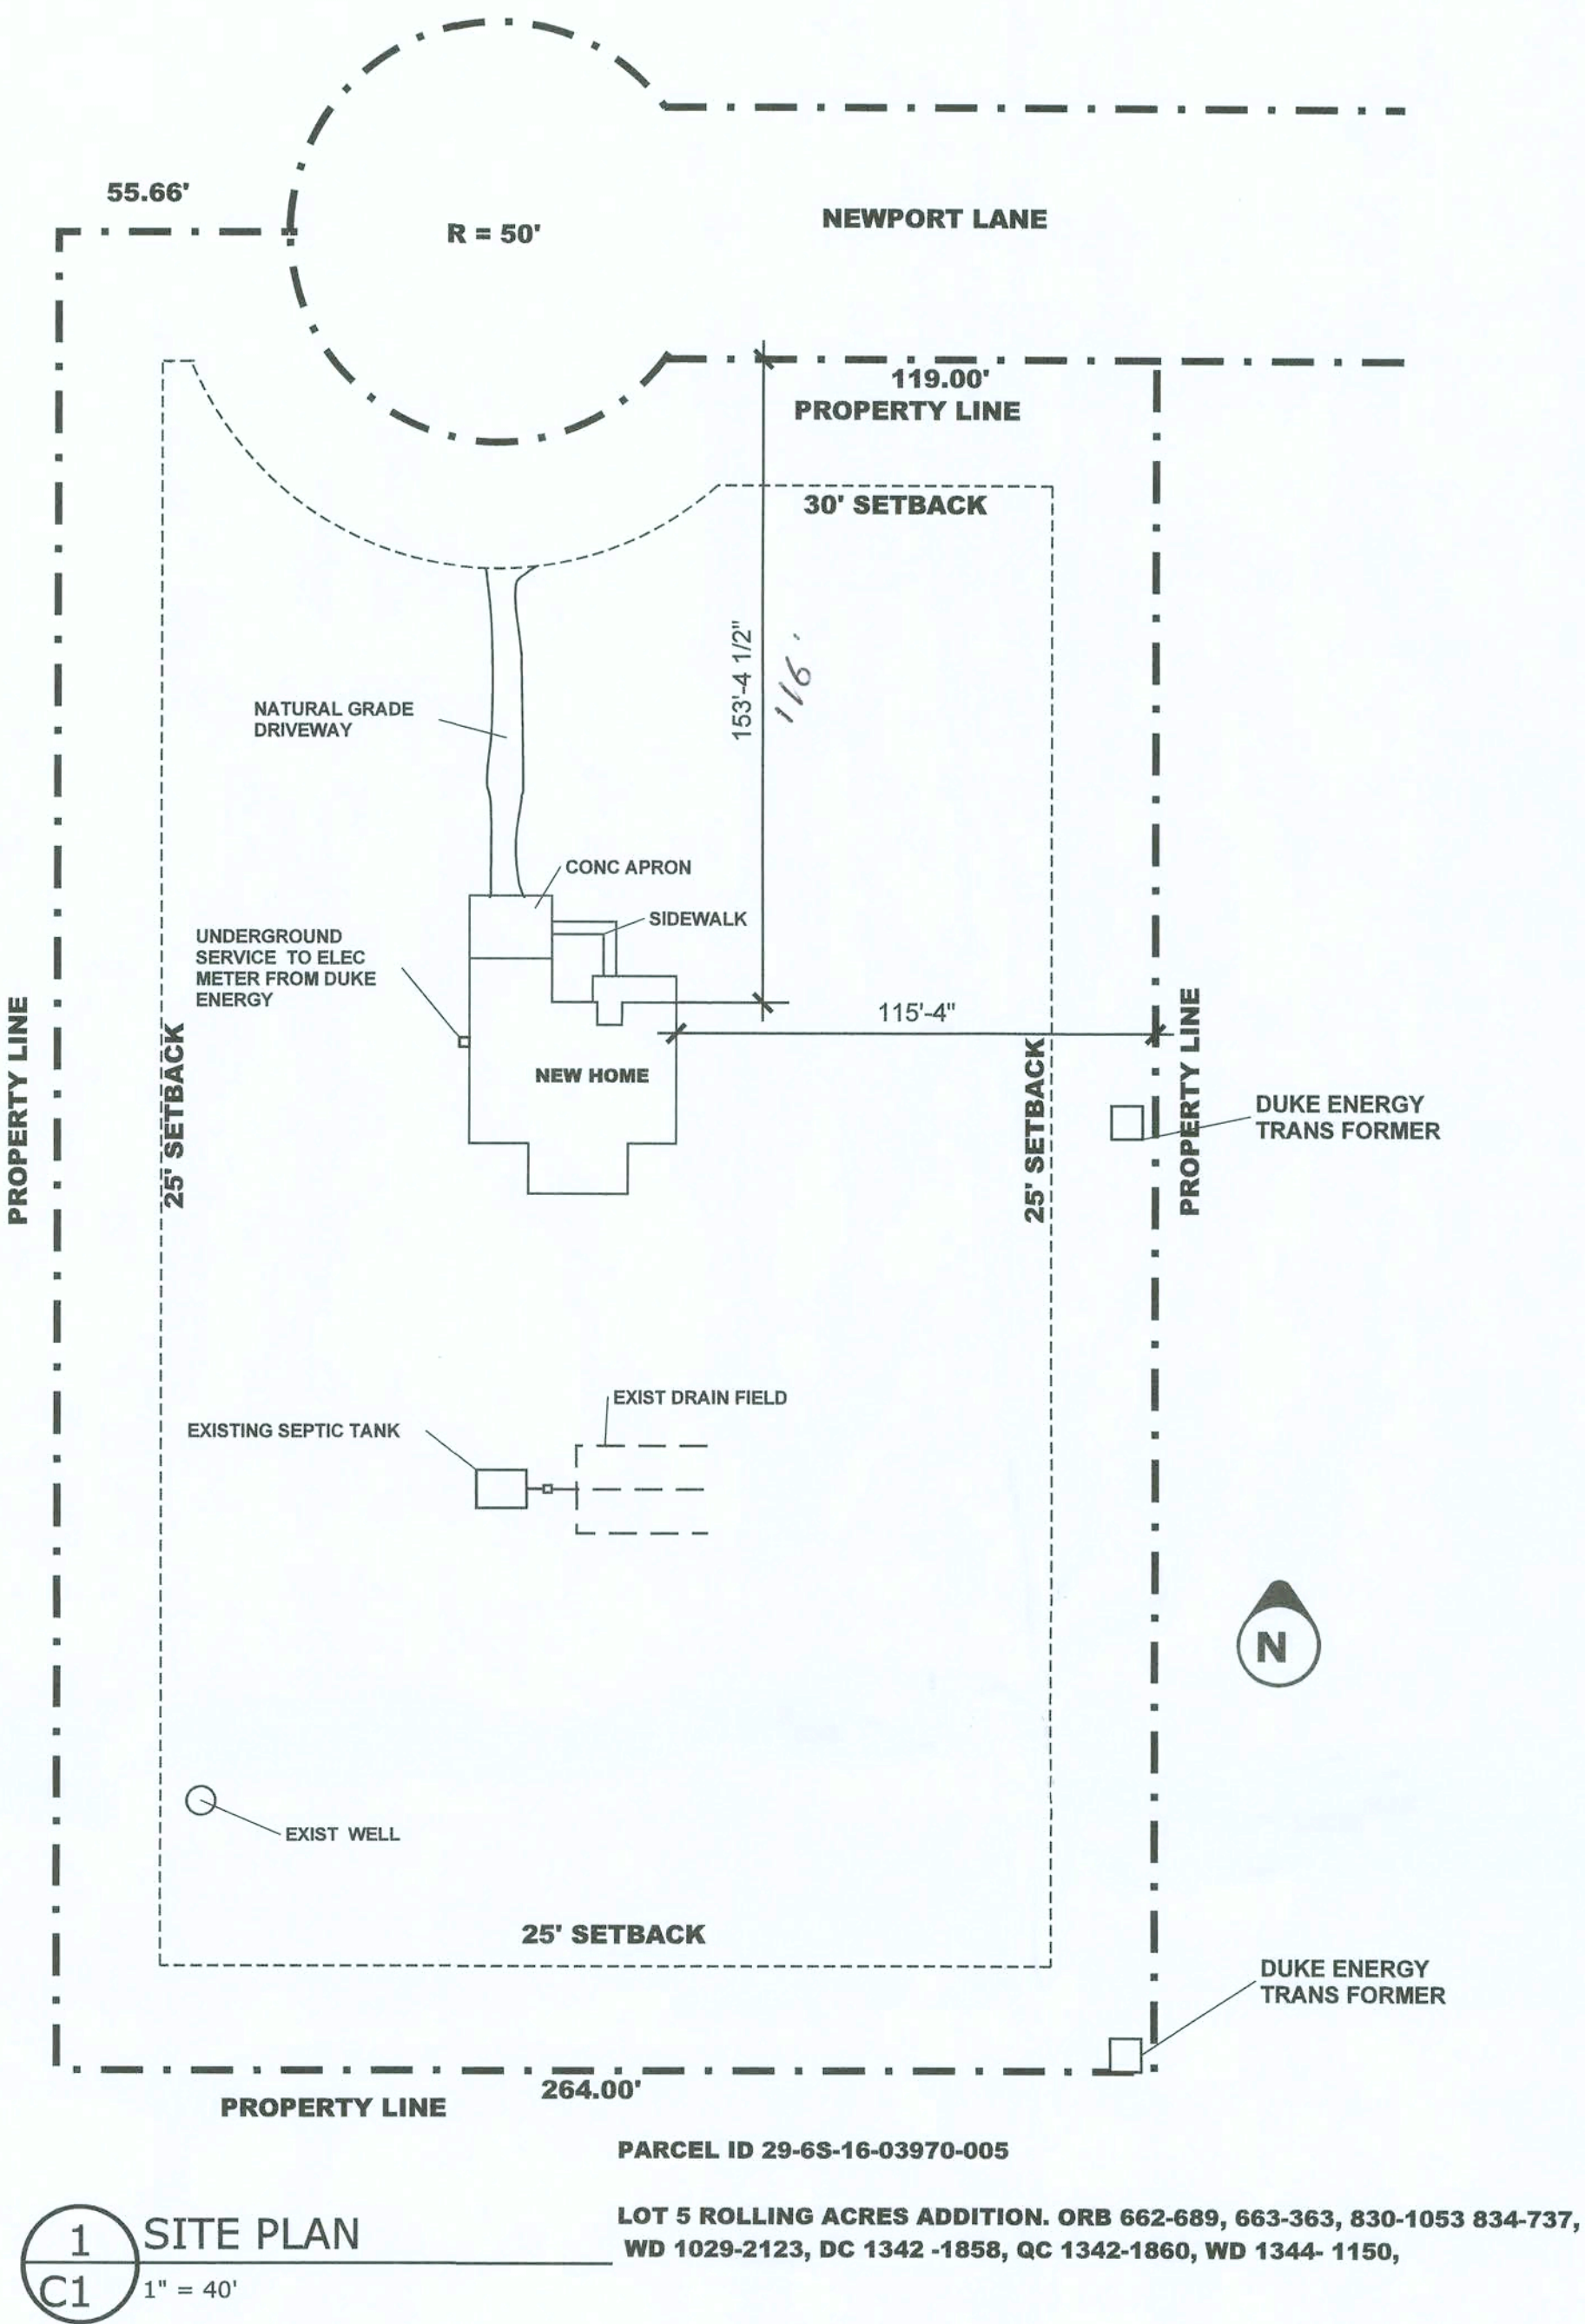 55.66'
R = 50'
NEWPORT LANE
119.00'
PROPERTY LINE
30' SETBACK
153'-4 1/2"
116'
NATURAL GRADE
DRIVEWAY
CONC APRON
SIDEWALK
UNDERGROUND
SERVICE TO ELEC
METER FROM DUKE
ENERGY
115'-4"
PROPERTY LINE
25' SETBACK
NEW HOME
25' SETBACK
PROPERTY LINE
DUKE ENERGY
TRANS FORMER
EXIST DRAIN FIELD
EXISTING SEPTIC TANK
N
EXIST WELL
25' SETBACK
DUKE ENERGY
TRANS FORMER
264.00'
PROPERTY LINE
PARCEL ID 29-6S-16-03970-005
LOT 5 ROLLING ACRES ADDITION. ORB 662-689, 663-363, 830-1053 834-737,
WD 1029-2123, DC 1342 -1858, QC 1342-1860, WD 1344- 1150,
1
C1
SITE PLAN
1" = 40'